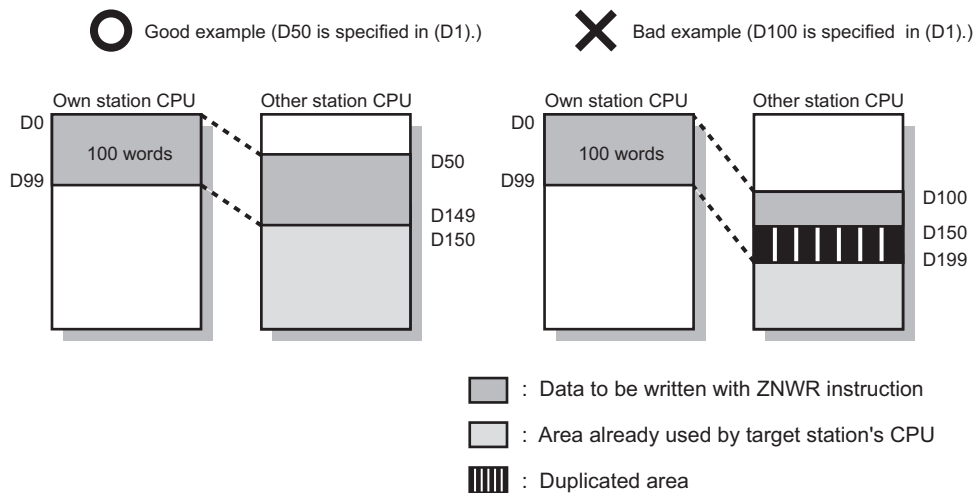 Good example (D50 is specified in (D1).)
Bad example (D100 is specified in (D1).)
Own station CPU
Other station CPU
D0
100 words
D99
D50
D149
D150
Own station CPU
Other station CPU
D0
100 words
D99
D100
D150
D199
: Data to be written with ZNWR instruction
: Area already used by target station's CPU
: Duplicated area